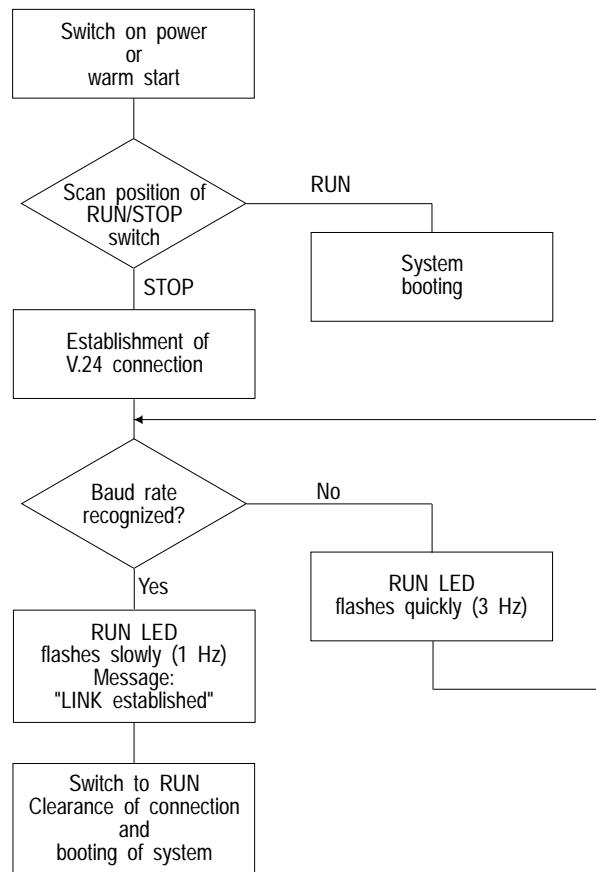 Switch on power
or
warm start
Scan position of
RUN/STOP
switch
RUN
System
booting
STOP
Establishment of
V.24 connection
Baud rate
recognized?
No
RUN LED
flashes quickly (3 Hz)
Yes
RUN LED
flashes slowly (1 Hz)
Message:
"LINK established"
Switch to RUN
Clearance of connection
and
booting of system